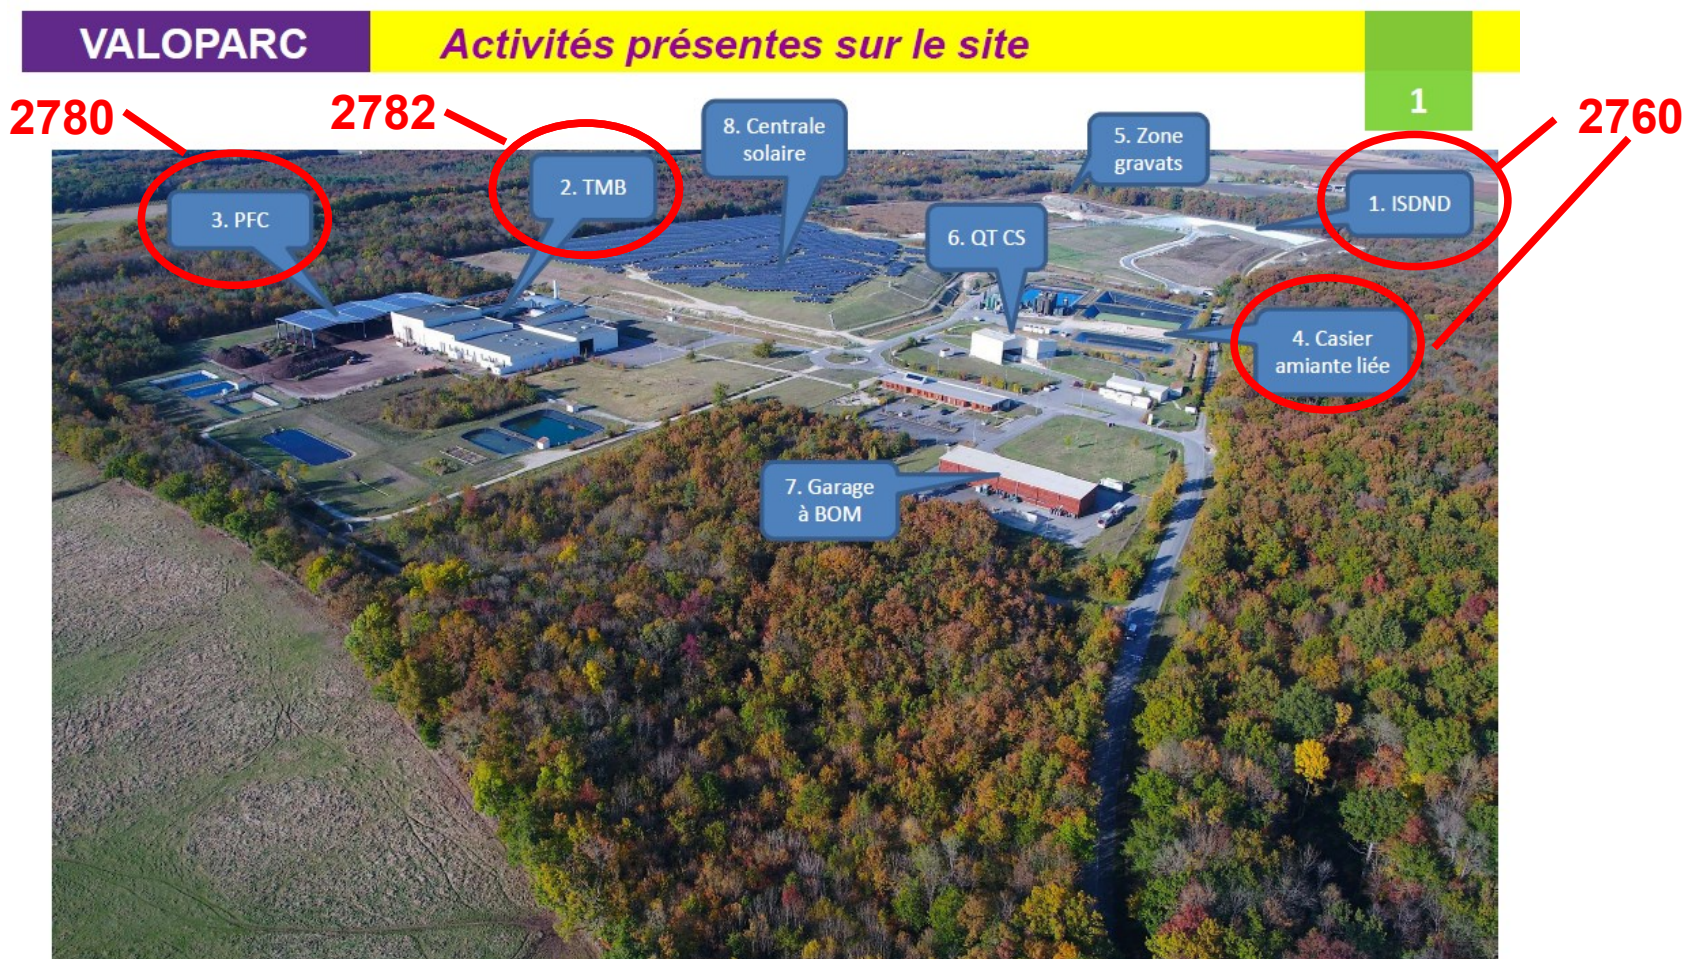 VALOPARC
Activités présentes sur le site
1
2780
2782
2760
8. Centrale
solaire
5. Zone
gravats
2. TMB
1. ISDND
3. PFC
6. QT CS
4. Casier
amiante liée
7. Garage
à BOM